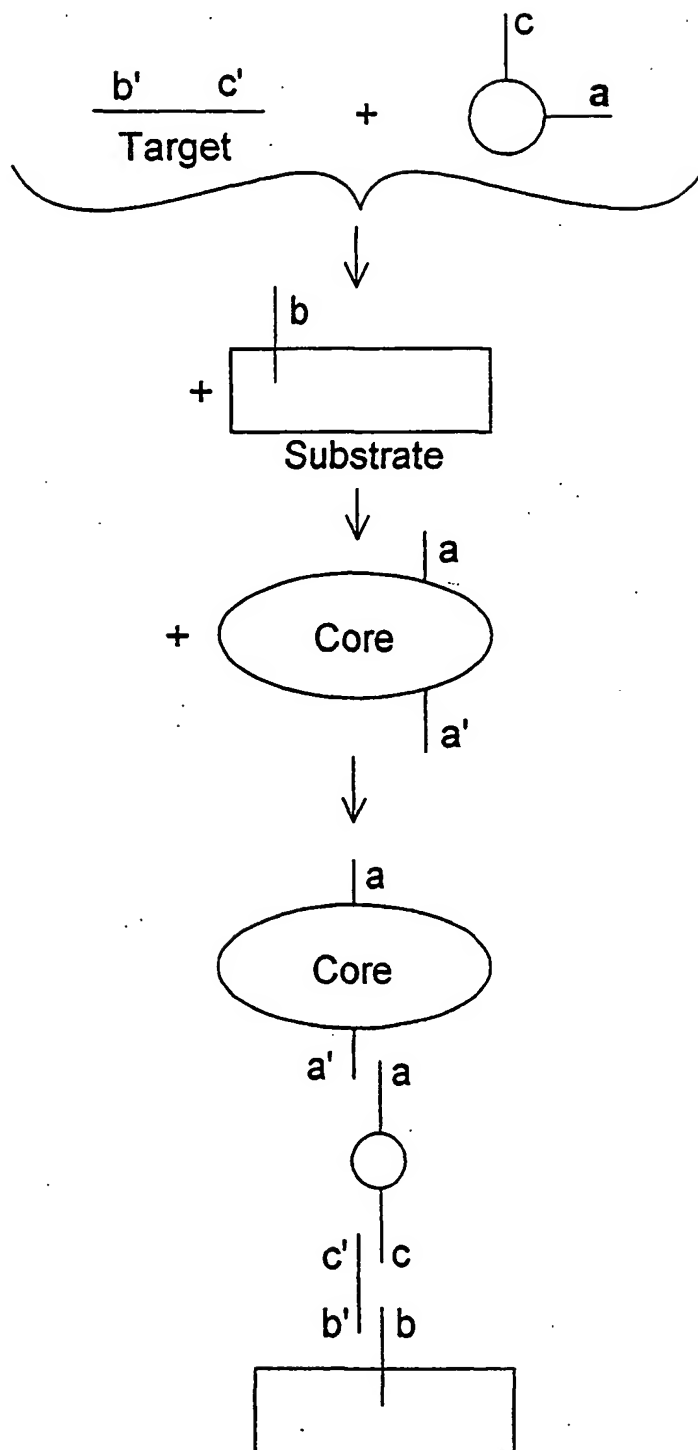 c
b' c' + a
Target
b
+
Substrate
a
+ Core
a'
a
Core
a' a
c' c
b' b